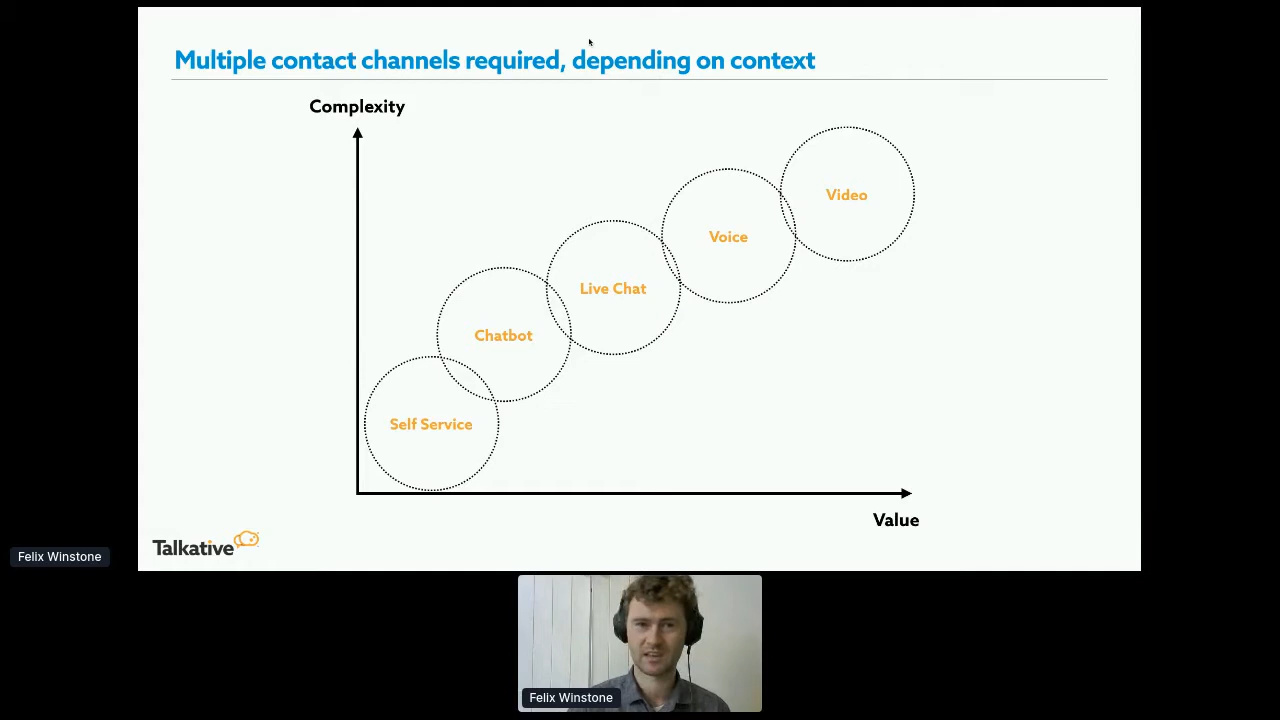 Multiple contact channels required, depending on context
Complexity
Video
Voice
Live Chat
Chatbot
Self Service
Value
Talkative
Felix Winstone
Felix Winstone